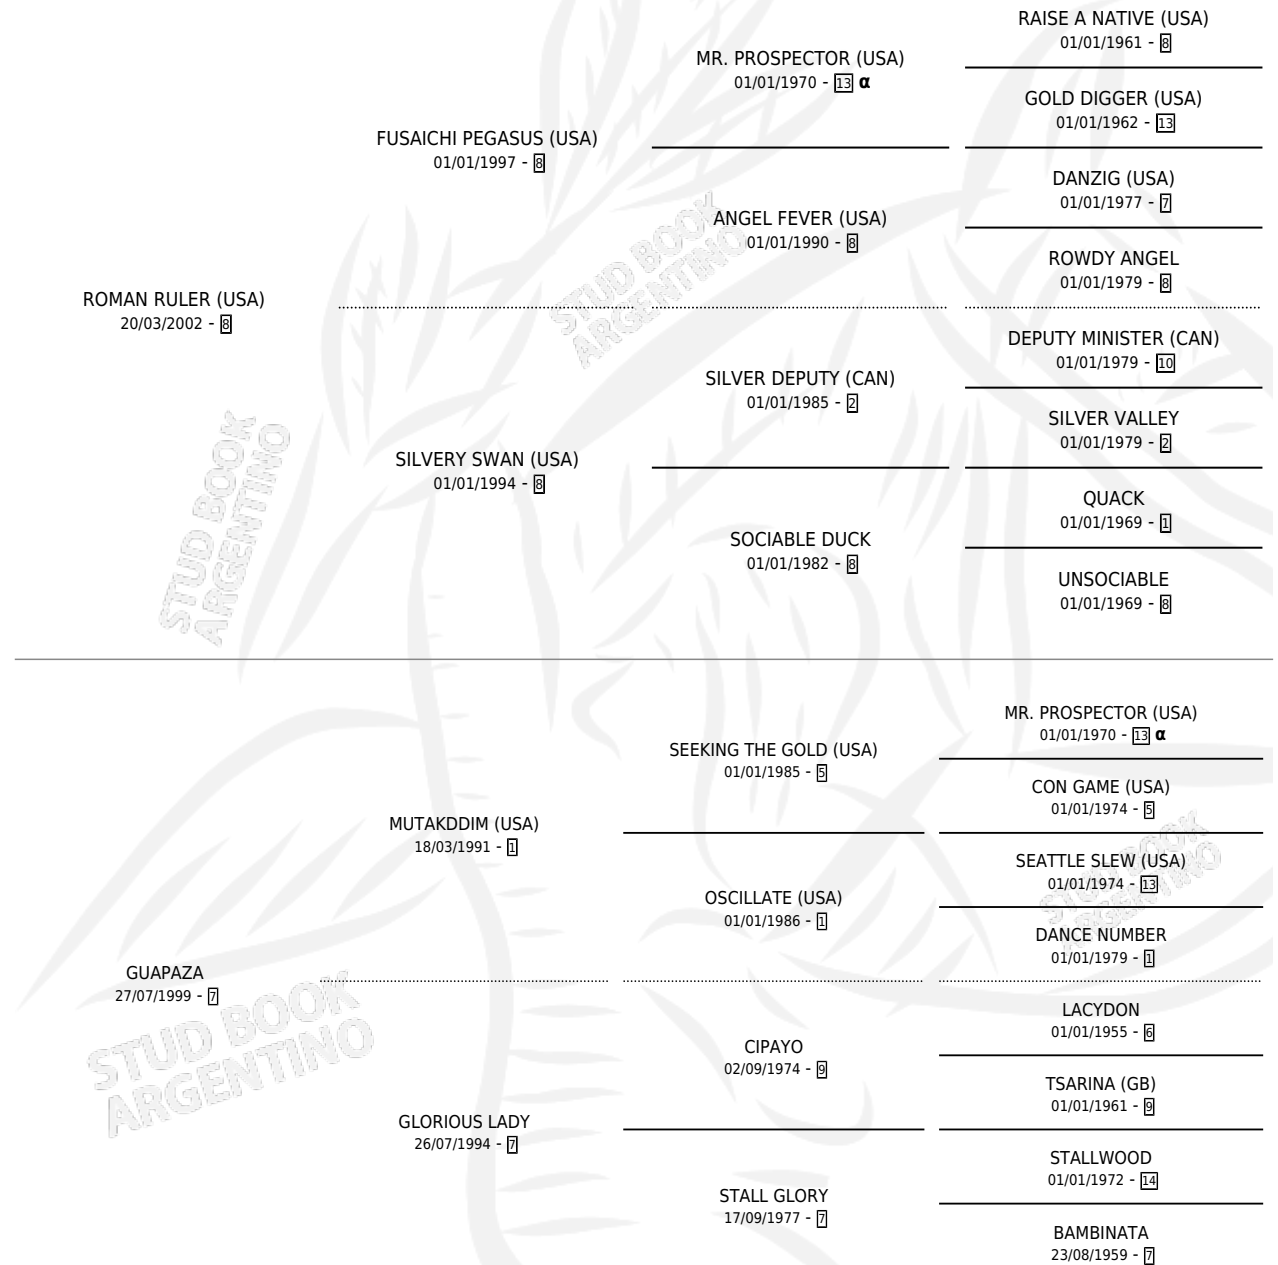 RAISE A NATIVE (USA)
01/01/1961 - 8
MR. PROSPECTOR (USA)
01/01/1970 - 13 α
GOLD DIGGER (USA)
01/01/1962 - 13
FUSAICHI PEGASUS (USA)
01/01/1997 - 8
DANZIG (USA)
01/01/1977 - 7
ANGEL FEVER (USA)
01/01/1990 - 8
ROWDY ANGEL
01/01/1979 - 8
ROMAN RULER (USA)
20/03/2002 - 8
DEPUTY MINISTER (CAN)
01/01/1979 - 10
SILVER DEPUTY (CAN)
01/01/1985 - 2
SILVER VALLEY
01/01/1979 - 2
SILVERY SWAN (USA)
01/01/1994 - 8
QUACK
01/01/1969 - 1
SOCIABLE DUCK
01/01/1982 - 8
UNSOCIABLE
01/01/1969 - 8
MR. PROSPECTOR (USA)
01/01/1970 - 13 α
SEEKING THE GOLD (USA)
01/01/1985 - 5
CON GAME (USA)
01/01/1974 - 5
MUTAKDDIM (USA)
18/03/1991 - 1
SEATTLE SLEW (USA)
01/01/1974 - 13
OSCILLATE (USA)
01/01/1986 - 1
DANCE NUMBER
01/01/1979 - 1
GUAPAZA
27/07/1999 - 7
LACYDON
01/01/1955 - 6
CIPAYO
02/09/1974 - 9
TSARINA (GB)
01/01/1961 - 9
GLORIOUS LADY
26/07/1994 - 7
STALLWOOD
01/01/1972 - 14
STALL GLORY
17/09/1977 - 7
BAMBINATA
23/08/1959 - 7
STUD BOOK
ARGENTINO
STUD BOOK
ARGENTINO
STUD BOOK
ARGENTINO
STUD BOOK
ARGENTINO